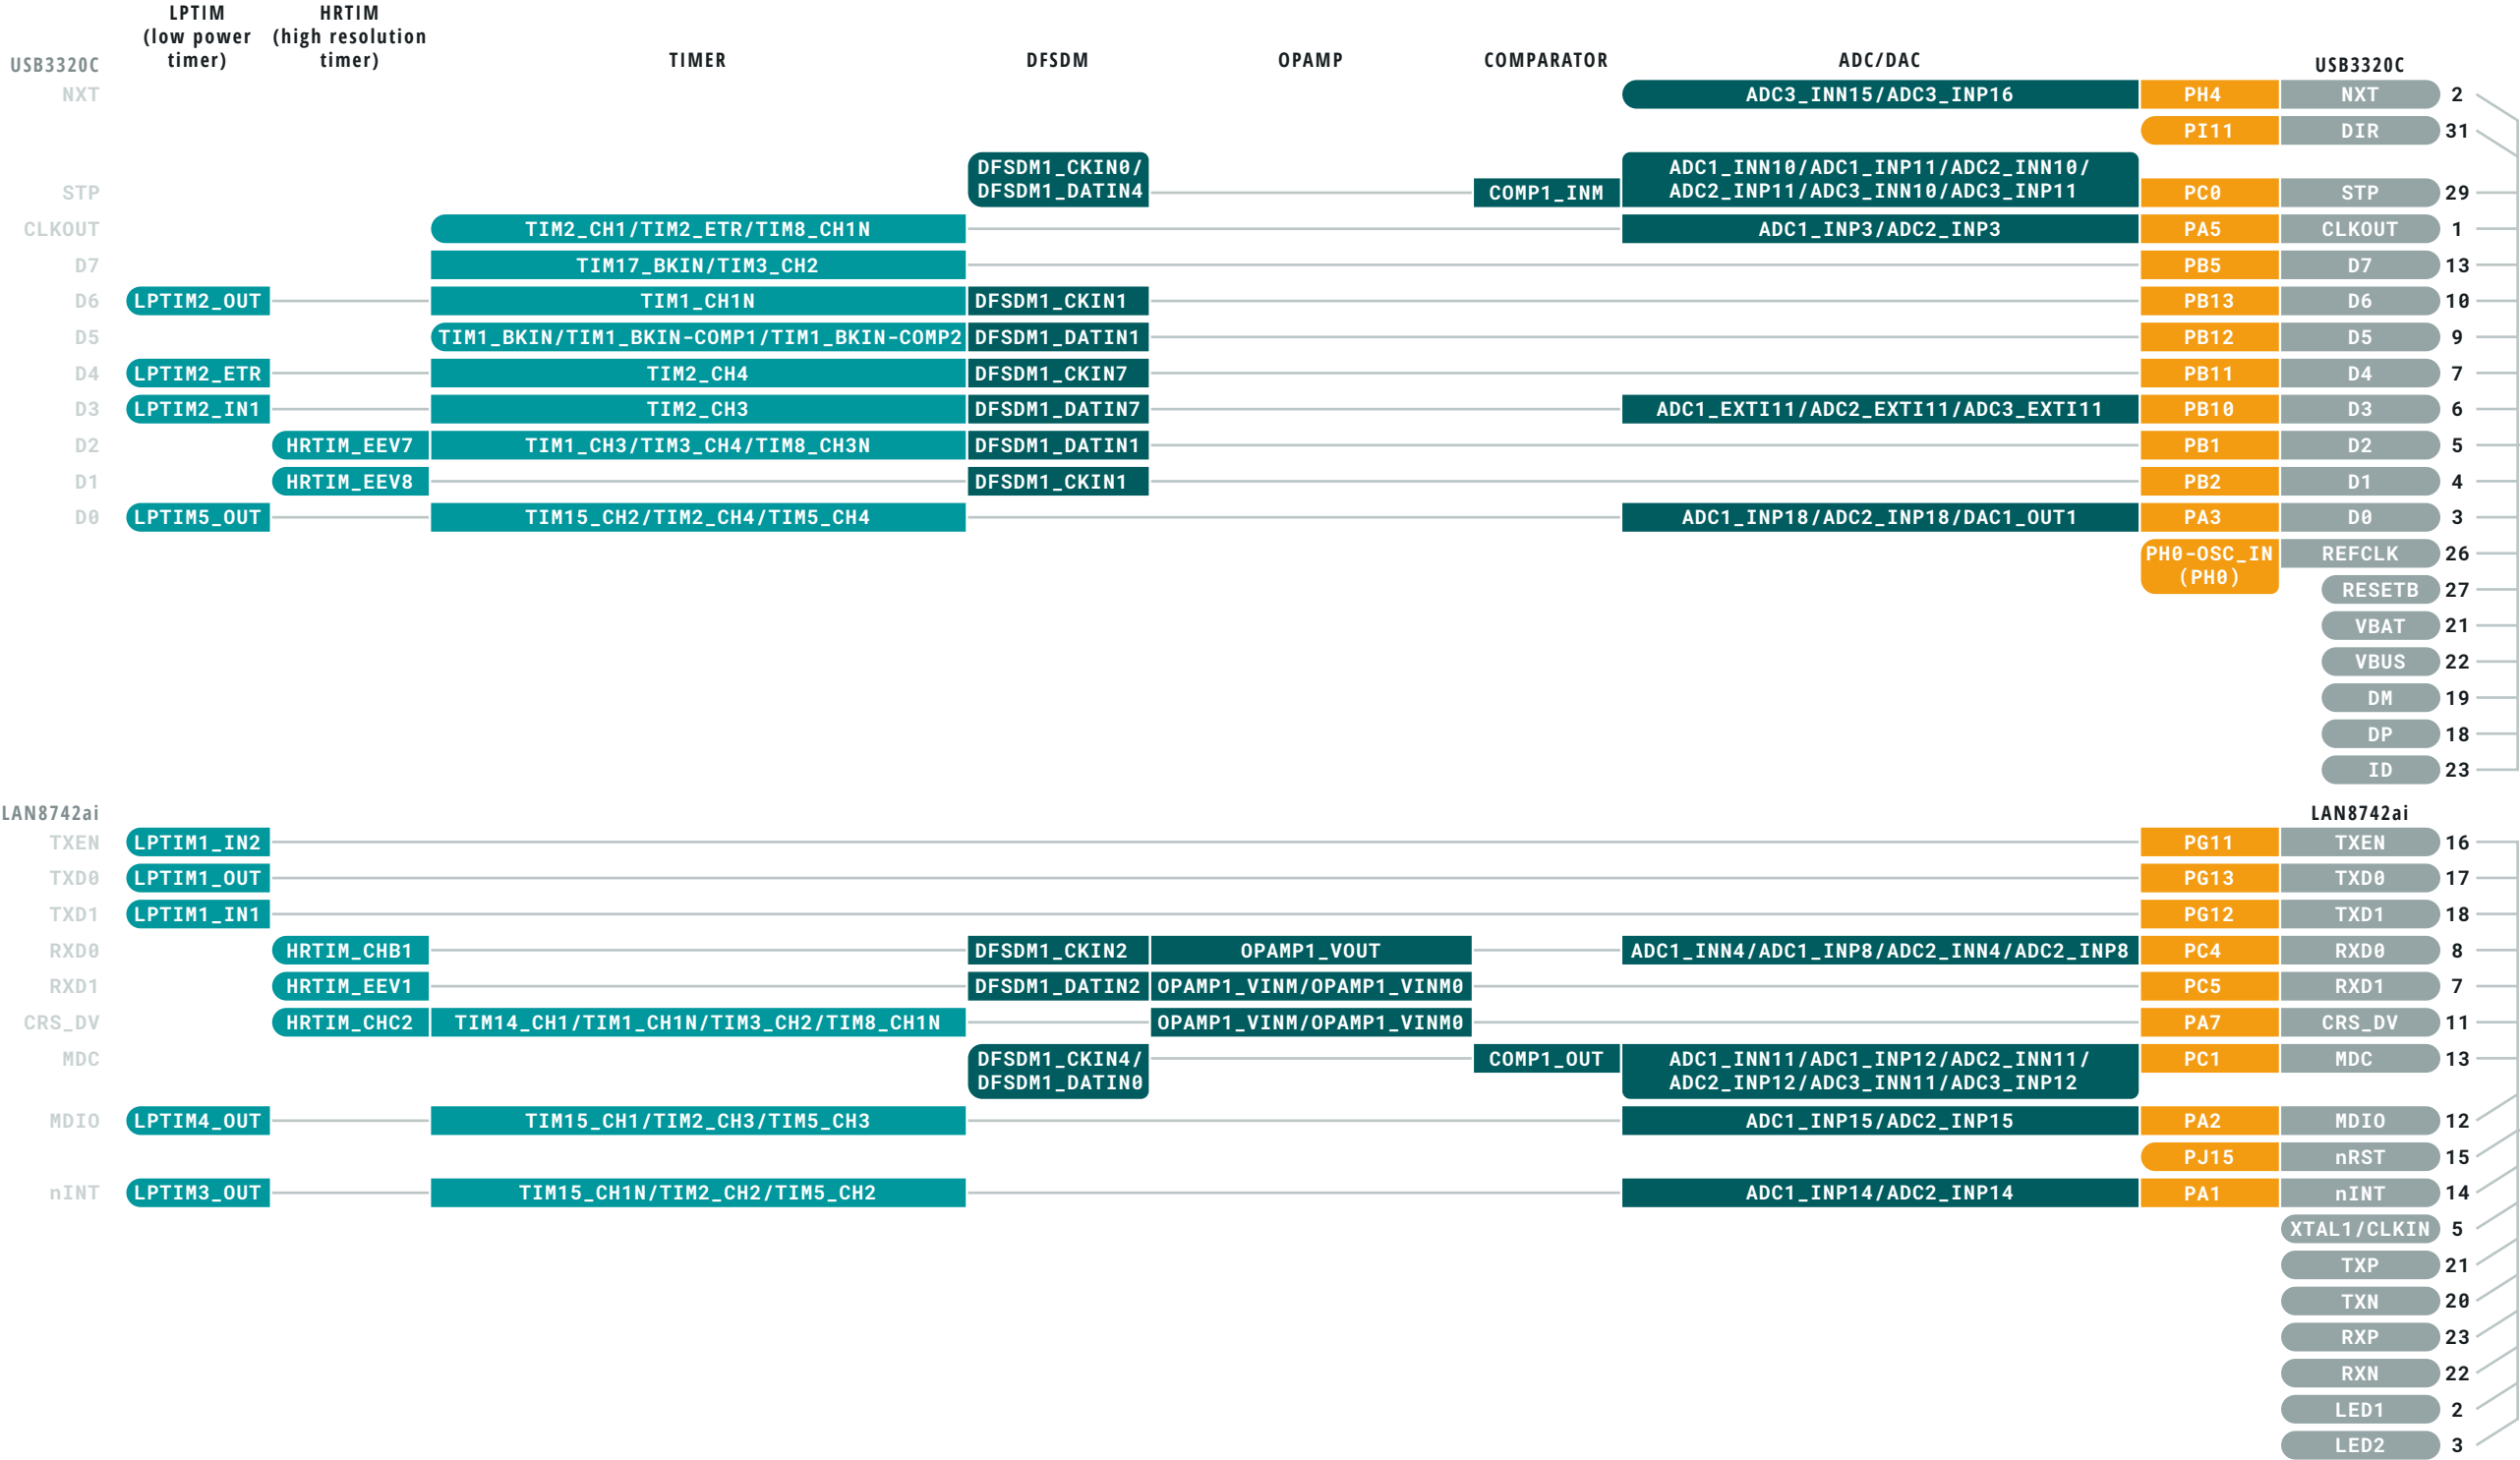 LPTIM
(low power
timer)
HRTIM
(high resolution
timer)
USB3320C TIMER DFSDM OPAMP COMPARATOR ADC/DAC USB3320C
NXT ADC3_INN15/ADC3_INP16 PH4 NXT 2
PI11 DIR 31
DFSDM1_CKIN0/ ADC1_INN10/ADC1_INP11/ADC2_INN10/
STP DFSDM1_DATIN4 COMP1_INM ADC2_INP11/ADC3_INN10/ADC3_INP11 PC0 STP 29
CLKOUT TIM2_CH1/TIM2_ETR/TIM8_CH1N ADC1_INP3/ADC2_INP3 PA5 CLKOUT 1
D7 TIM17_BKIN/TIM3_CH2 PB5 D7 13
D6 LPTIM2_OUT TIM1_CH1N DFSDM1_CKIN1 PB13 D6 10
D5 TIM1_BKIN/TIM1_BKIN-COMP1/TIM1_BKIN-COMP2 DFSDM1_DATIN1 PB12 D5 9
D4 LPTIM2_ETR TIM2_CH4 DFSDM1_CKIN7 PB11 D4 7
D3 LPTIM2_IN1 TIM2_CH3 DFSDM1_DATIN7 ADC1_EXTI11/ADC2_EXTI11/ADC3_EXTI11 PB10 D3 6
D2 HRTIM_EEV7 TIM1_CH3/TIM3_CH4/TIM8_CH3N DFSDM1_DATIN1 PB1 D2 5
D1 HRTIM_EEV8 DFSDM1_CKIN1 PB2 D1 4
D0 LPTIM5_OUT TIM15_CH2/TIM2_CH4/TIM5_CH4 ADC1_INP18/ADC2_INP18/DAC1_OUT1 PA3 D0 3
PH0-OSC_IN REFCLK 26
(PH0)
RESETB 27
VBAT 21
VBUS 22
DM 19
DP 18
ID 23
LAN8742ai LAN8742ai
TXEN LPTIM1_IN2 PG11 TXEN 16
TXD0 LPTIM1_OUT PG13 TXD0 17
TXD1 LPTIM1_IN1 PG12 TXD1 18
RXD0 HRTIM_CHB1 DFSDM1_CKIN2 OPAMP1_VOUT ADC1_INN4/ADC1_INP8/ADC2_INN4/ADC2_INP8 PC4 RXD0 8
RXD1 HRTIM_EEV1 DFSDM1_DATIN2 OPAMP1_VINM/OPAMP1_VINM0 PC5 RXD1 7
CRS_DV HRTIM_CHC2 TIM14_CH1/TIM1_CH1N/TIM3_CH2/TIM8_CH1N OPAMP1_VINM/OPAMP1_VINM0 PA7 CRS_DV 11
MDC DFSDM1_CKIN4/ COMP1_OUT ADC1_INN11/ADC1_INP12/ADC2_INN11/ PC1 MDC 13
DFSDM1_DATIN0 ADC2_INP12/ADC3_INN11/ADC3_INP12
MDIO LPTIM4_OUT TIM15_CH1/TIM2_CH3/TIM5_CH3 ADC1_INP15/ADC2_INP15 PA2 MDIO 12
PJ15 nRST 15
nINT LPTIM3_OUT TIM15_CH1N/TIM2_CH2/TIM5_CH2 ADC1_INP14/ADC2_INP14 PA1 nINT 14
XTAL1/CLKIN 5
TXP 21
TXN 20
RXP 23
RXN 22
LED1 2
LED2 3